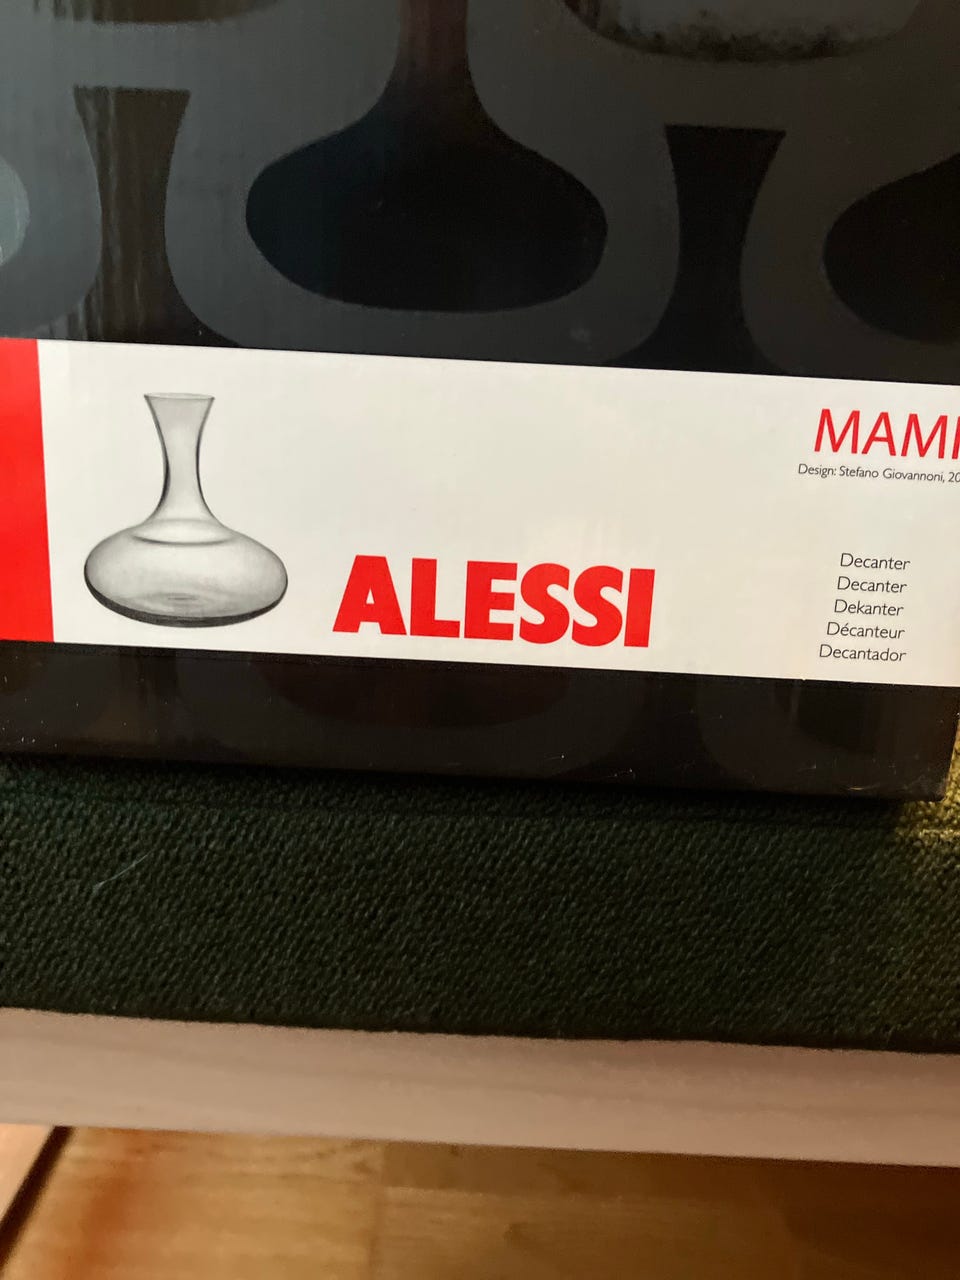 MAMI
Design: Stefano Giovannoni, 20
ALESSI
Decanter
Decanter
Dekanter
Décanteur
Decantador